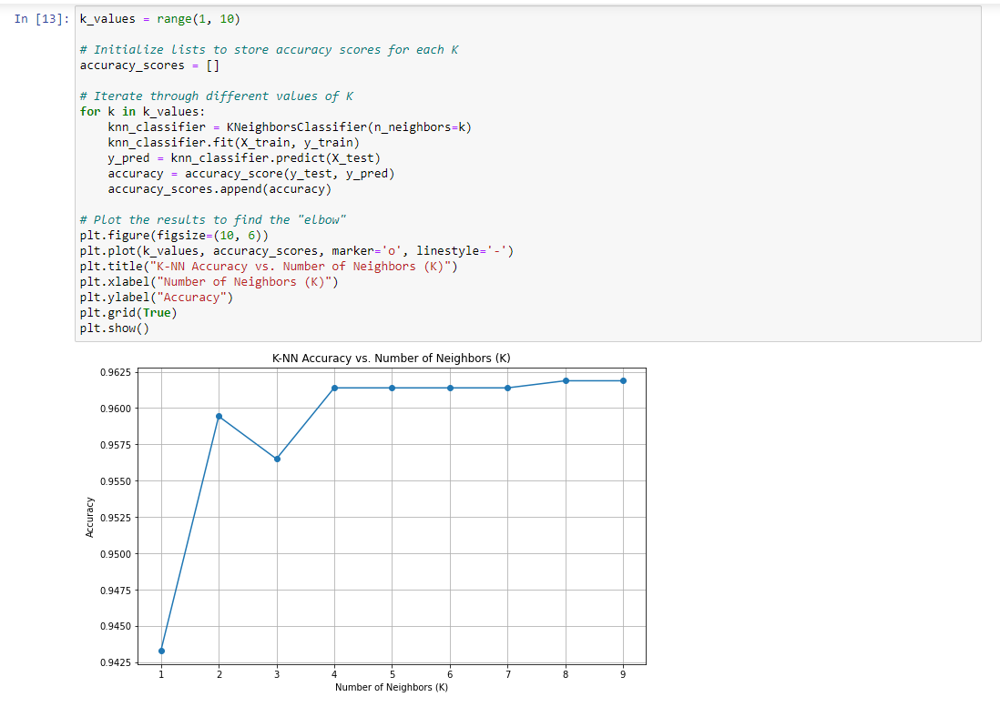 In [13]: k_values = range(1, 10)
# Initialize lists to store accuracy scores for each K
accuracy_scores = []
# Iterate through different values of K
for k in k_values:
    knn_classifier = KNeighborsClassifier(n_neighbors=k)
    knn_classifier.fit(X_train, y_train)
    y_pred = knn_classifier.predict(X_test)
    accuracy = accuracy_score(y_test, y_pred)
    accuracy_scores.append(accuracy)
# Plot the results to find the "elbow"
plt.figure(figsize=(10, 6))
plt.plot(k_values, accuracy_scores, marker='o', linestyle='-')
plt.title("K-NN Accuracy vs. Number of Neighbors (K)")
plt.xlabel("Number of Neighbors (K)")
plt.ylabel("Accuracy")
plt.grid(True)
plt.show()
K-NN Accuracy vs. Number of Neighbors (K)
0.9625
0.9600
0.9575
0.9550
0.9525
0.9500
0.9475
0.9450
0.9425
Accuracy
1 2 3 4 5 6 7 8 9
Number of Neighbors (K)